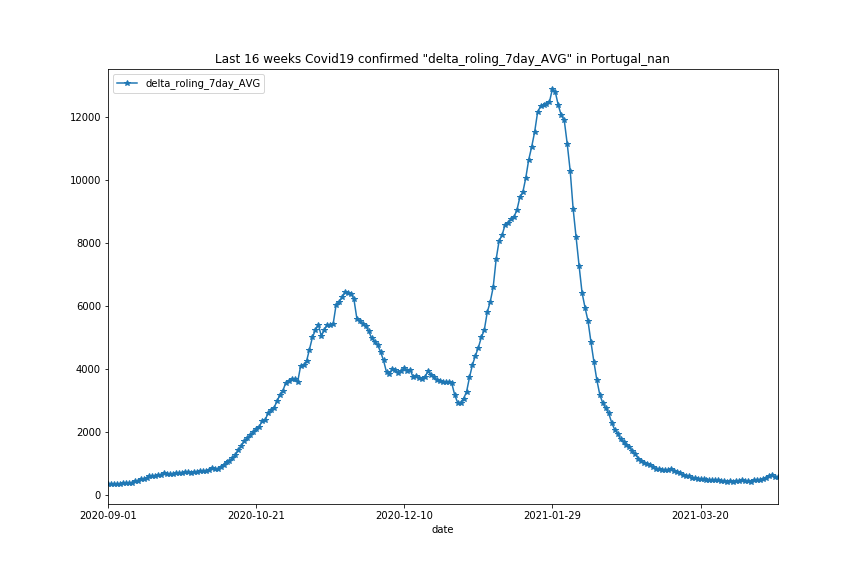 Last 16 weeks Covid19 confirmed "delta_roling_7day_AVG" in Portugal_nan
delta_roling_7day_AVG
12000
10000
8000
6000
4000
2000
0
2020-09-01 2020-10-21 2020-12-10 2021-01-29 2021-03-20
date